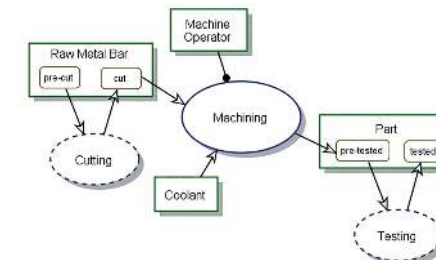 Machine
Operator
Raw Metal Bar
pre-cut
cut
Machining
Part
pre-tested
tested
Cutting
Coolant
Testing